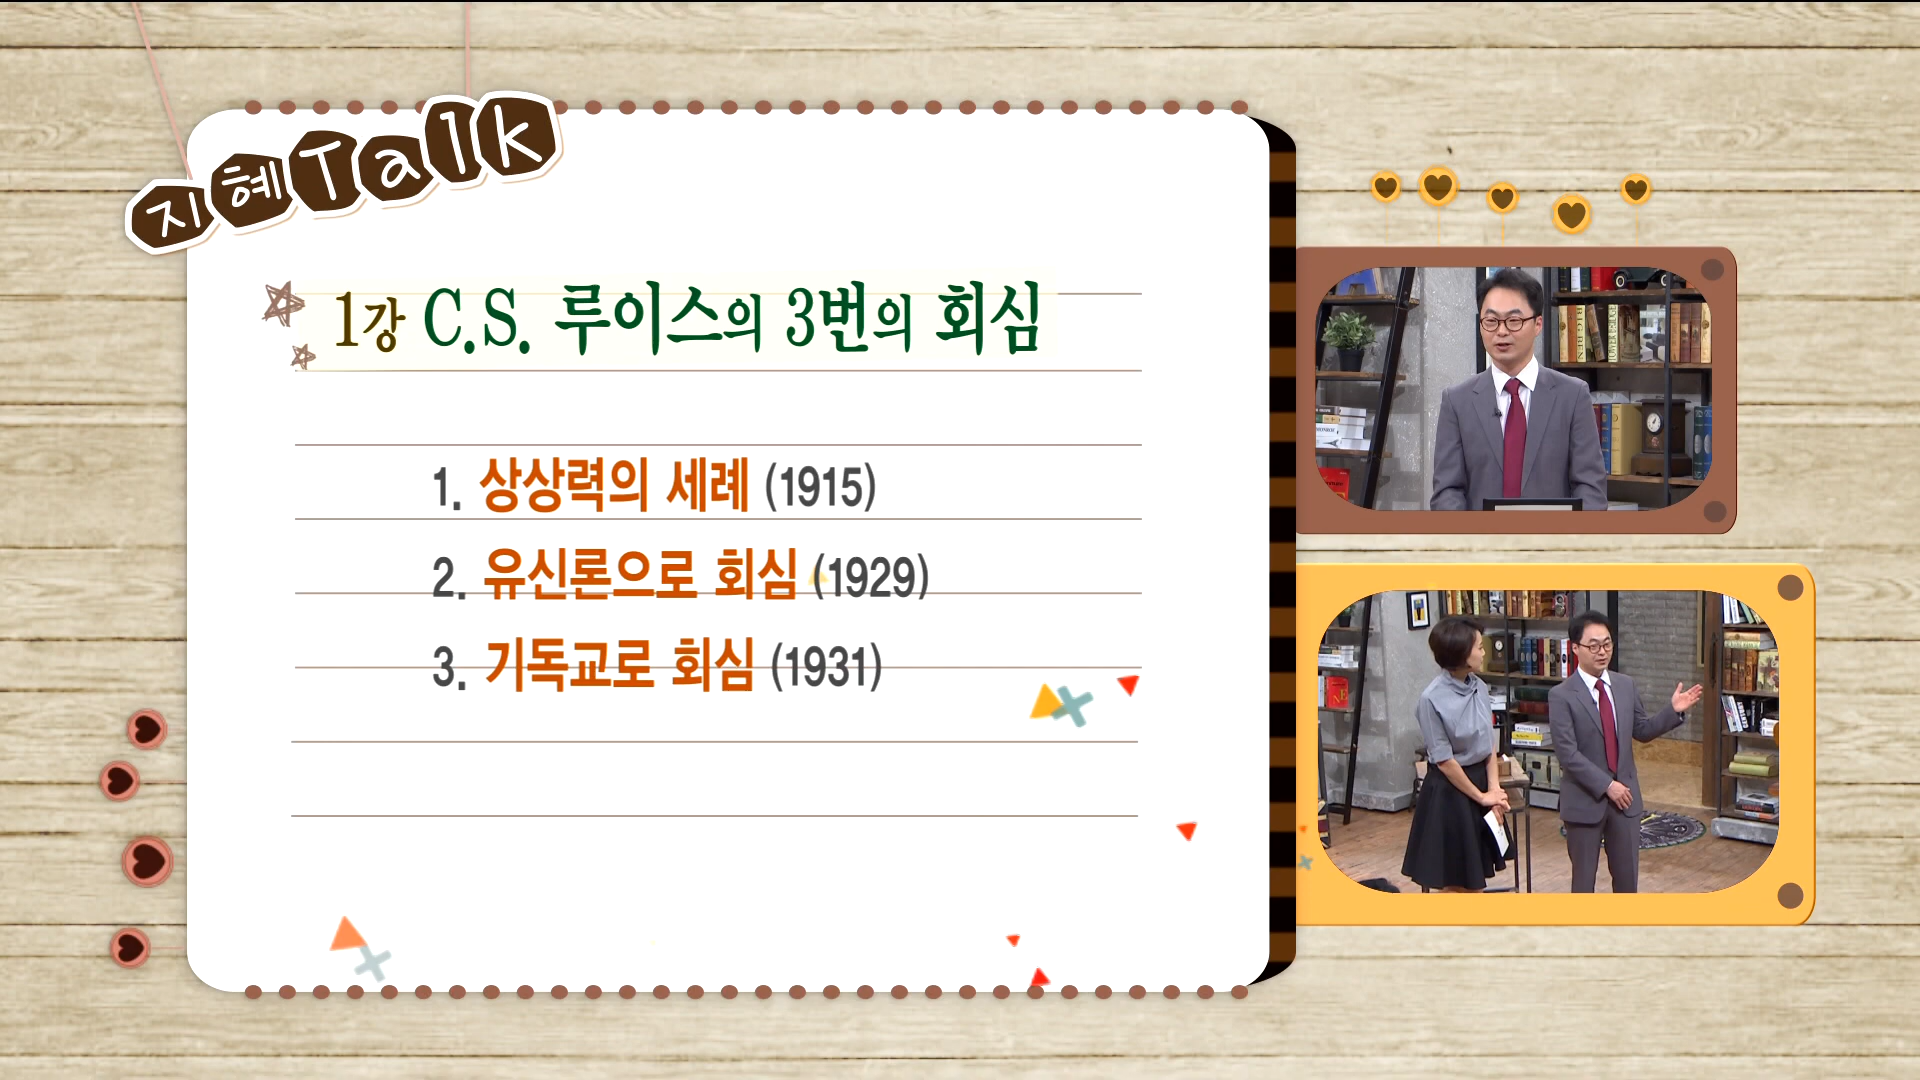 지혜Talk
1강 C.S. 루이스의 3번의 회심
1. 상상력의 세례 (1915)
2. 유신론으로 회심 (1929)
3. 기독교로 회심 (1931)